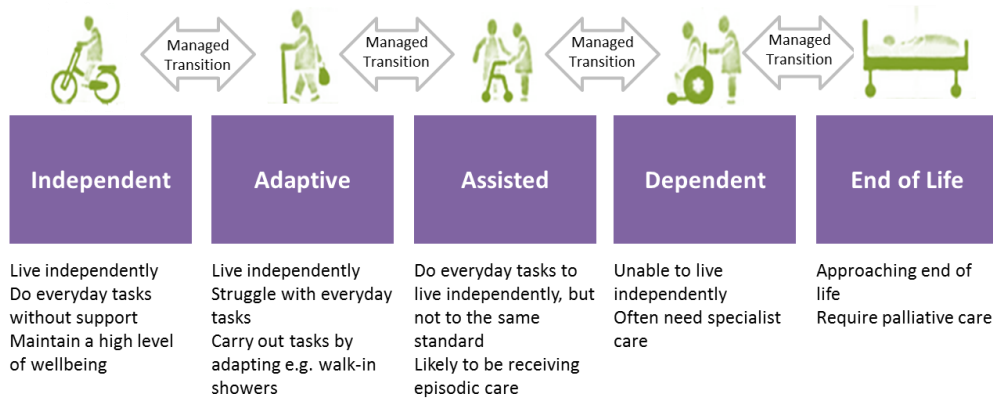 Managed
Transition
Managed
Transition
Managed
Transition
Managed
Transition
Independent
Adaptive
Assisted
Dependent
End of Life
Live independently
Do everyday tasks
without support
Maintain a high level
of wellbeing
Live independently
Struggle with everyday
tasks
Carry out tasks by
adapting e.g. walk-in
showers
Do everyday tasks to
live independently, but
not to the same
standard
Likely to be receiving
episodic care
Unable to live
independently
Often need specialist
care
Approaching end of
life
Require palliative care